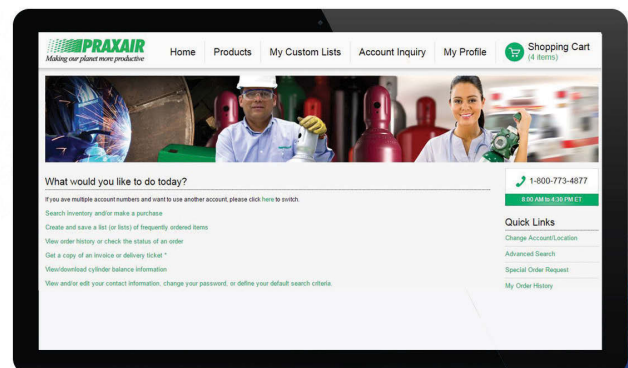 PRAXAIR
Making our planet more productive
Home Products My Custom Lists Account Inquiry My Profile Shopping Cart
(4 items)
What would you like to do today?
If you ave multiple account numbers and want to use another account, please click here to switch.
Search inventory and/or make a purchase
Create and save a list (or lists) of frequently ordered items
View order history or check the status of an order
Get a copy of an invoice or delivery ticket *
View/download cylinder balance information
View and/or edit your contact information, change your password, or define your default search criteria.
1-800-773-4877
8:00 AM to 4:30 PM ET
Quick Links
Change Account/Location
Advanced Search
Special Order Request
My Order History